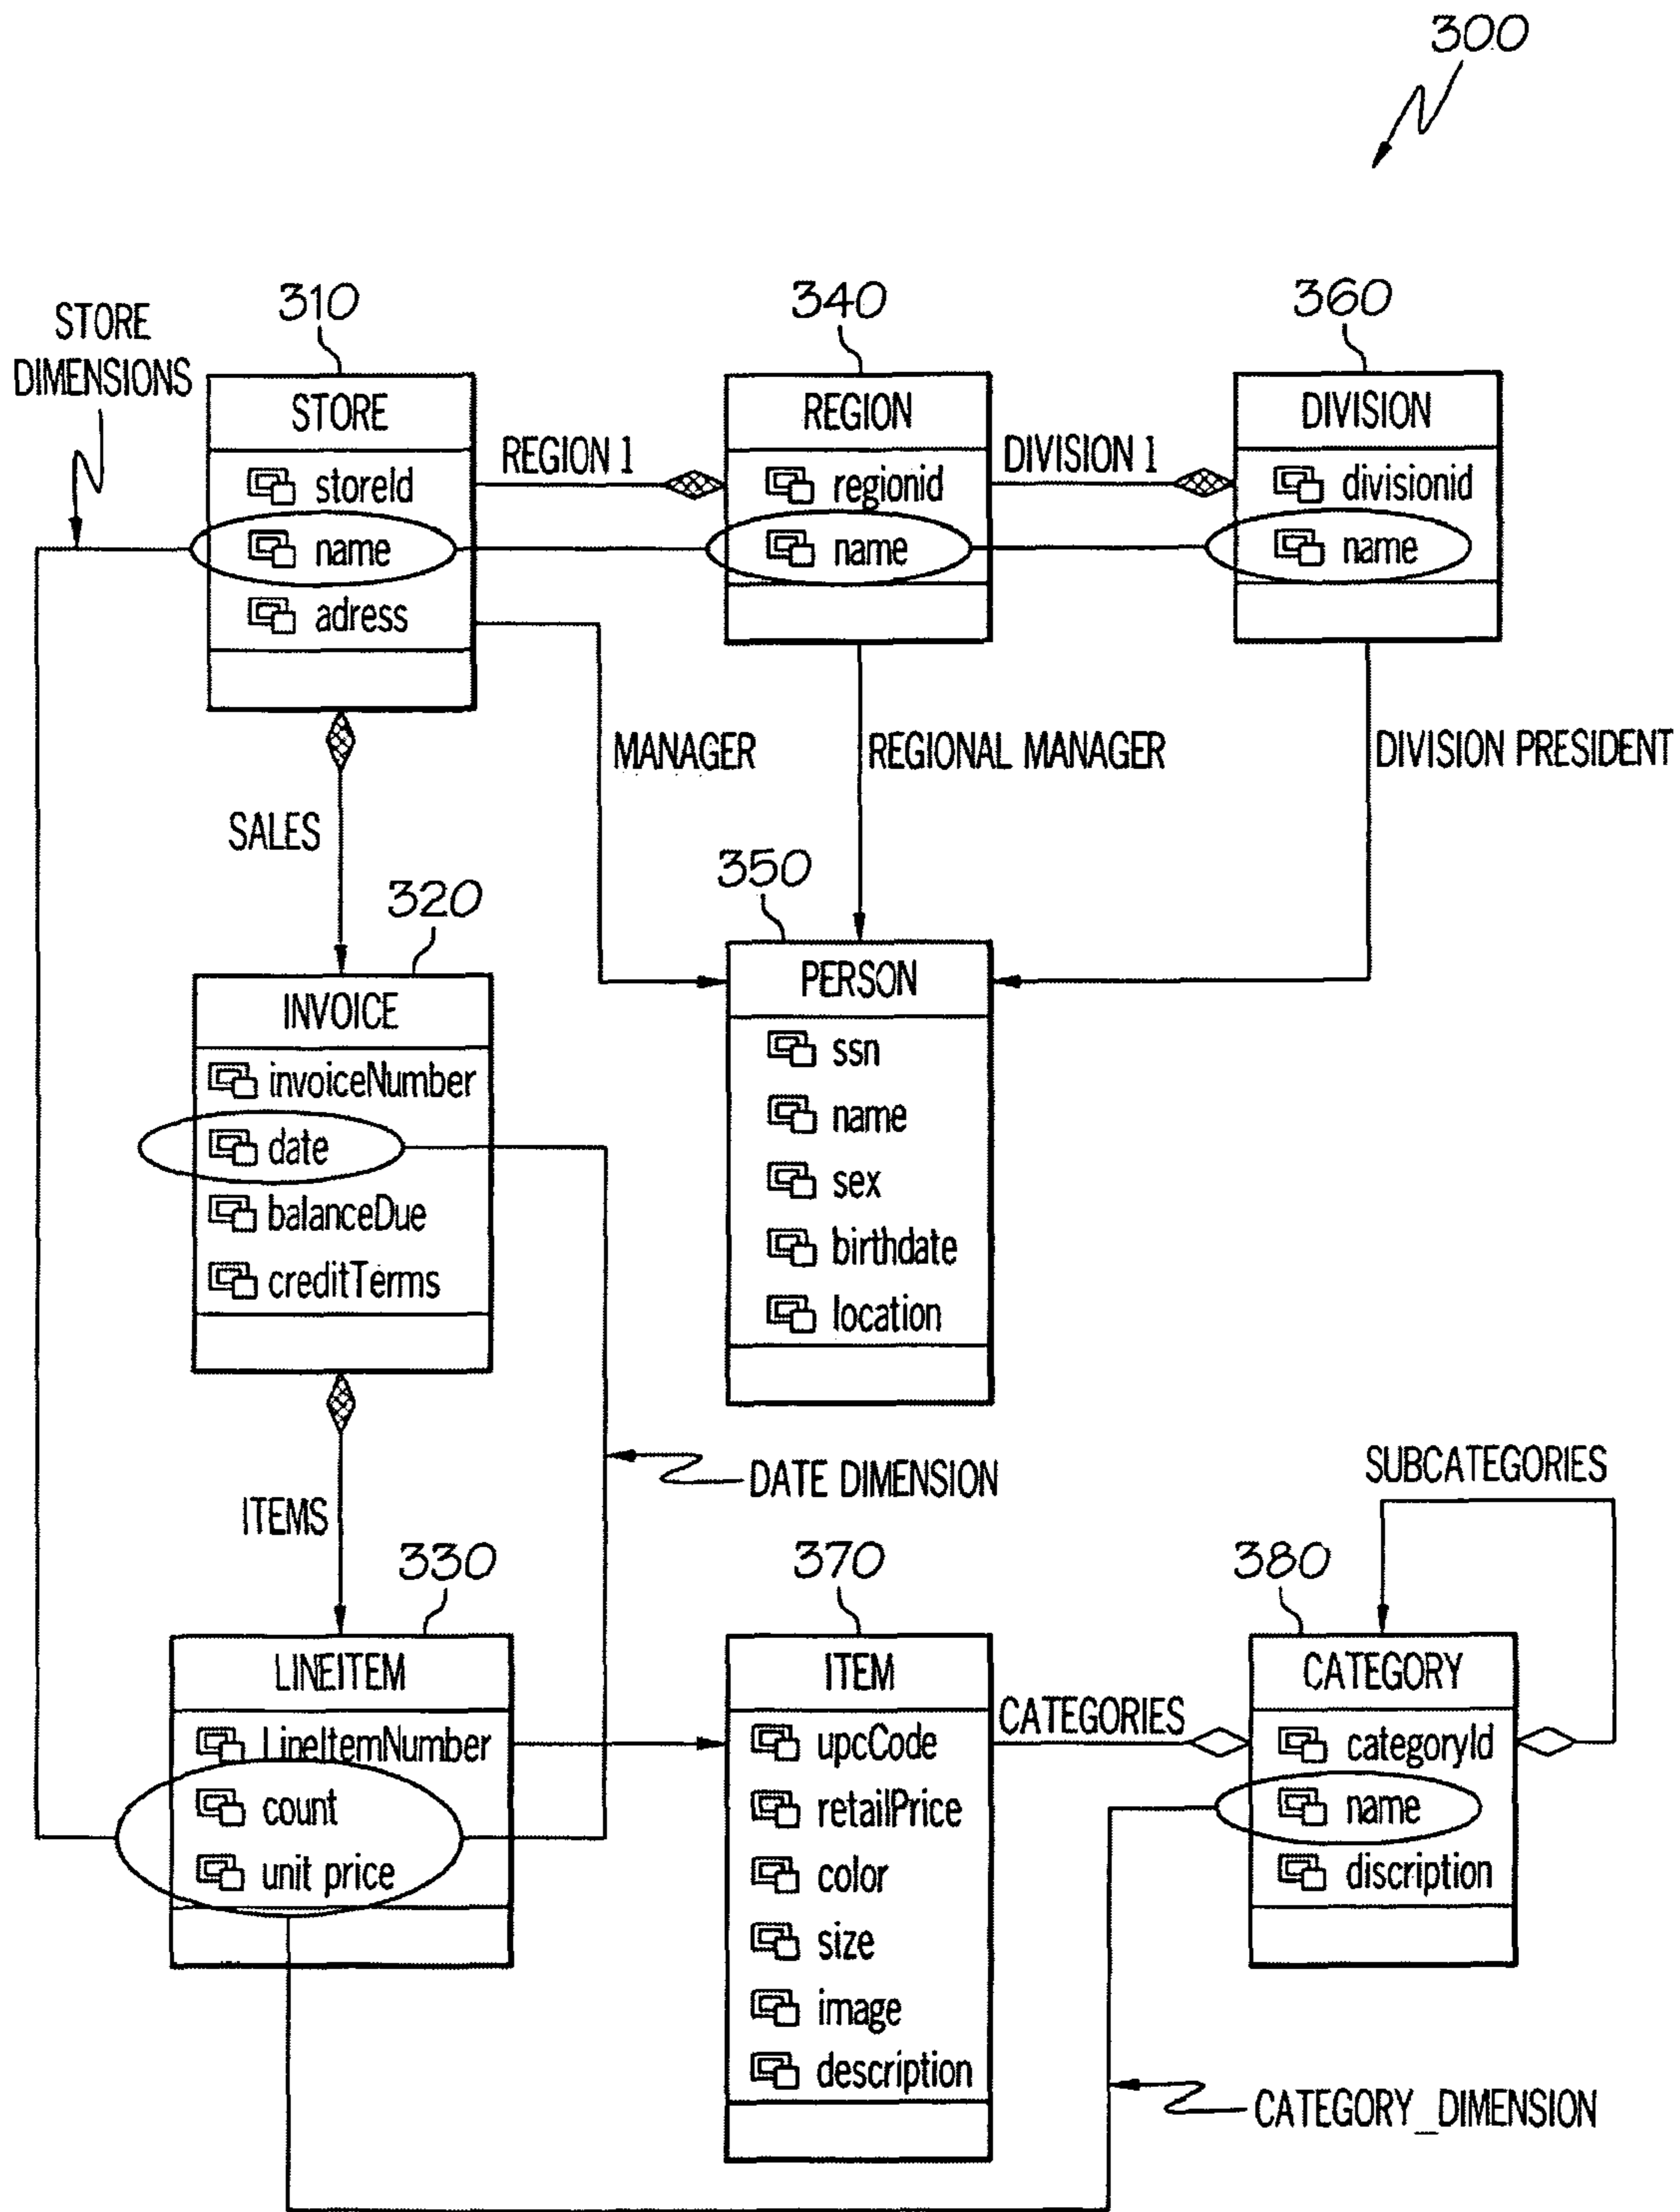 300
STORE
DIMENSIONS
310
340
360
STORE
storeId
name
adress
REGION 1
REGION
regionid
name
DIVISION 1
DIVISION
divisionid
name
MANAGER
REGIONAL MANAGER
DIVISION PRESIDENT
SALES
320
350
INVOICE
invoiceNumber
date
balanceDue
creditTerms
PERSON
ssn
name
sex
birthdate
location
DATE DIMENSION
SUBCATEGORIES
ITEMS
330
370
380
LINEITEM
LineItemNumber
count
unit price
ITEM
upcCode
retailPrice
color
size
image
description
CATEGORIES
CATEGORY
categoryId
name
discription
CATEGORY_DIMENSION